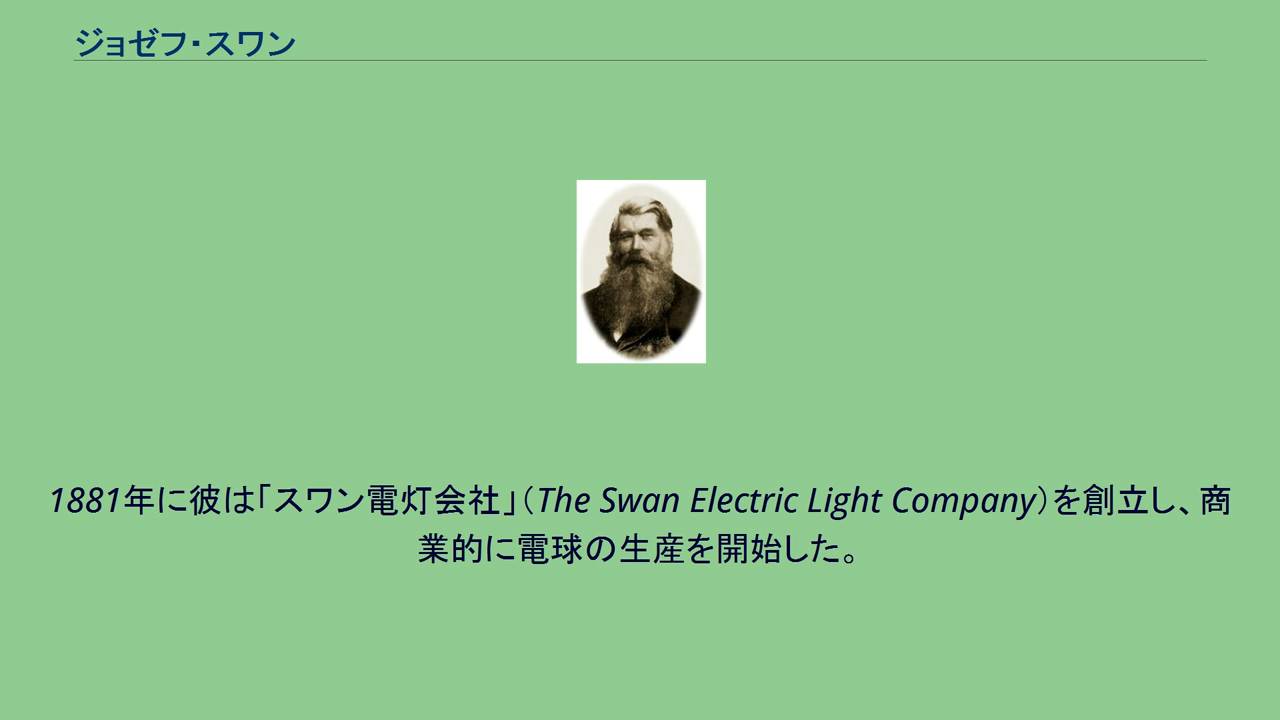 ジョゼフ・スワン
1881年に彼は「スワン電灯会社」（The Swan Electric Light Company）を創立し、商
業的に電球の生産を開始した。